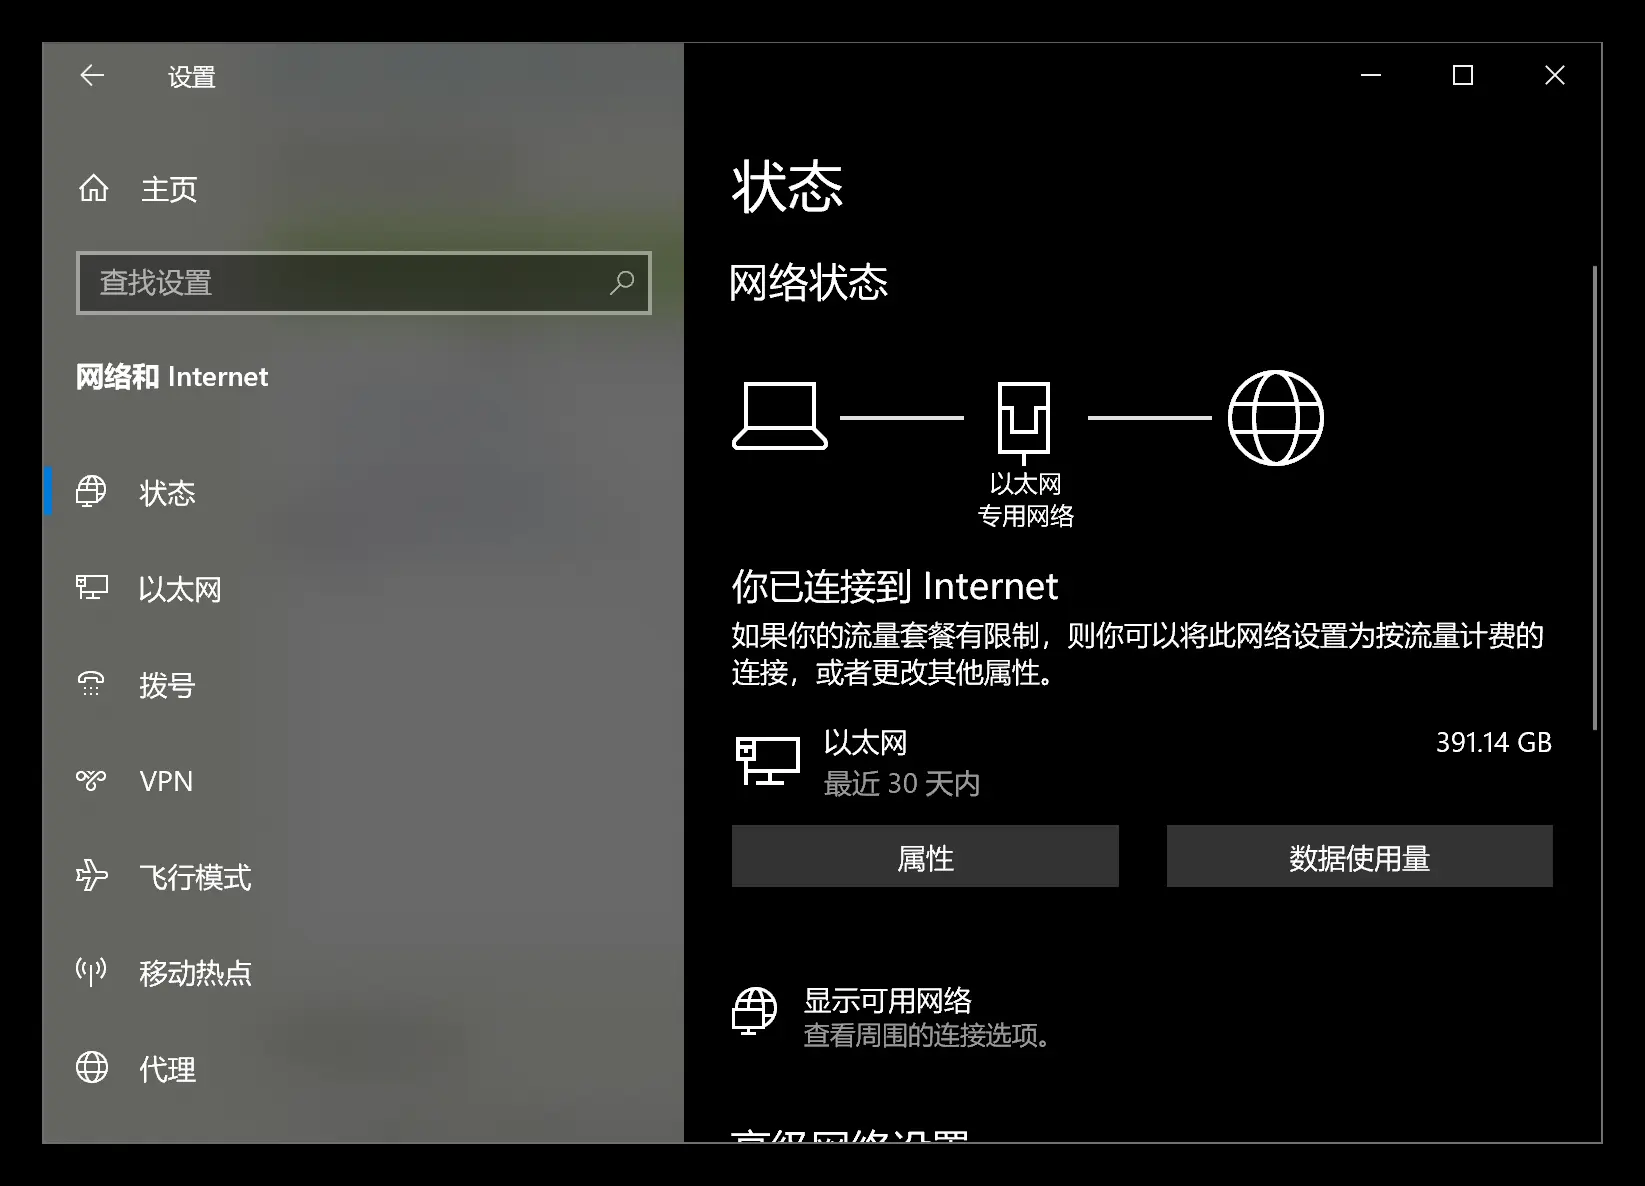 设置
主页
查找设置
网络和 Internet
状态
以太网
拨号
VPN
飞行模式
移动热点
代理
状态
网络状态
以太网
专用网络
你已连接到 Internet
如果你的流量套餐有限制，则你可以将此网络设置为按流量计费的
连接，或者更改其他属性。
以太网
391.14 GB
最近 30 天内
属性
数据使用量
显示可用网络
查看周围的连接选项。
高级网络设置